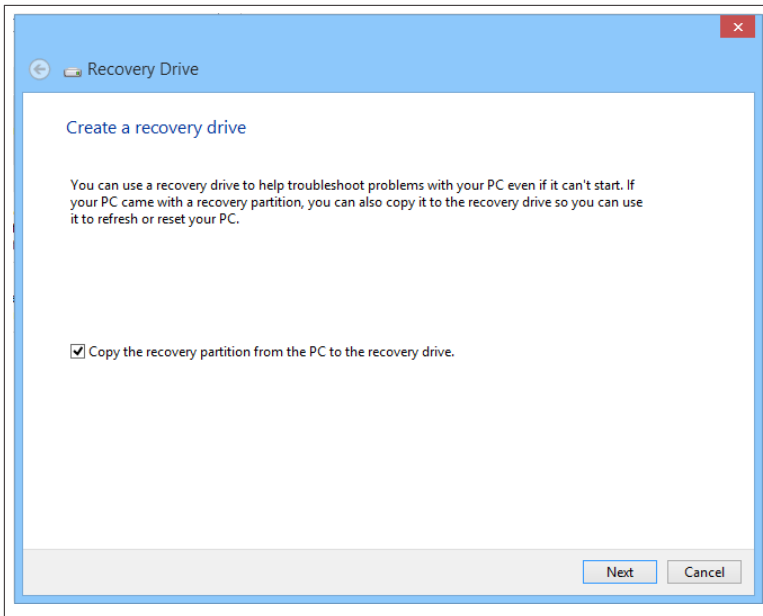 Recovery Drive
Create a recovery drive
You can use a recovery drive to help troubleshoot problems with your PC even if it can't start. If
your PC came with a recovery partition, you can also copy it to the recovery drive so you can use
it to refresh or reset your PC.
Copy the recovery partition from the PC to the recovery drive.
Next Cancel